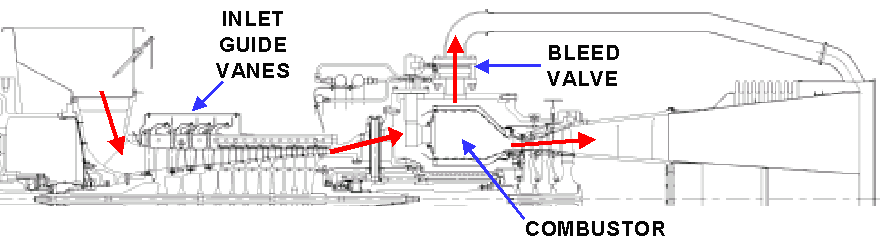 INLET
GUIDE
VANES
BLEED
VALVE
COMBUSTOR